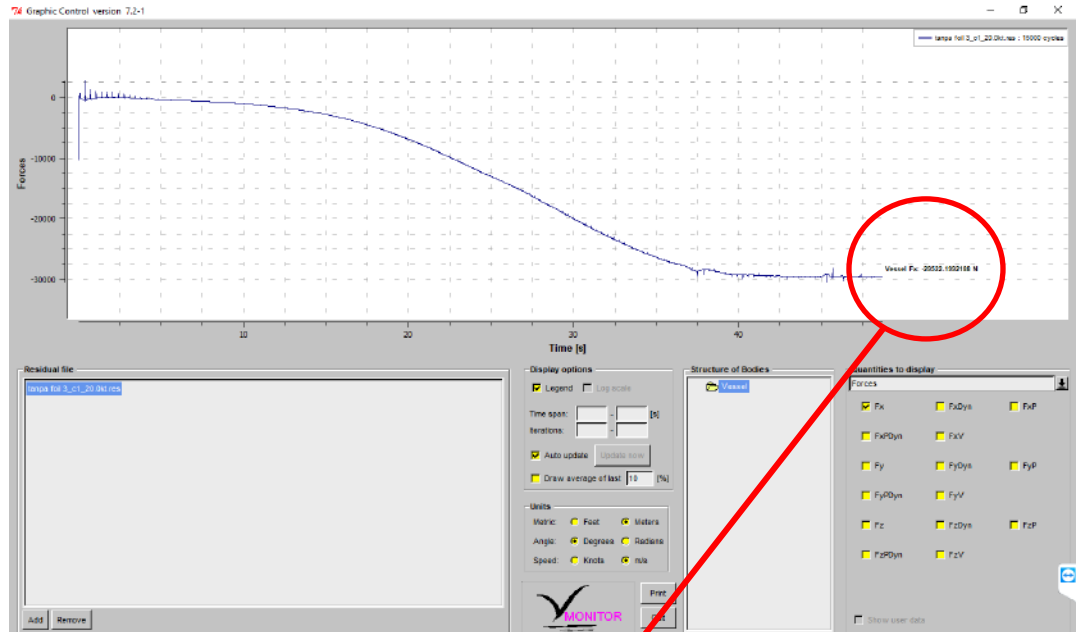 Graphic Control version 7.2-1
tanpa foil 3_c1_20.0kt.res : 15000 cycles
0
-10000
-20000
-30000
Forces
10
20
30
40
Time [s]
Residual file
tanpa foil 3_c1_20.0kt.res
Add
Remove
Display options
Legend
Log scale
Time span:
-
[s]
Iterations:
-
Auto update
Update now
Draw average of last
10
[%]
Units
Metric:
Feet
Meters
Angle:
Degrees
Radians
Speed:
Knots
m/s
MONITOR
Print
Structure of Bodies
Vessel
Quantities to display
Forces
Fx
FxDyn
FxP
FxPDyn
FxV
Fy
FyDyn
FyP
FyPDyn
FyV
Fz
FzDyn
FzP
FzPDyn
FzV
Show user data